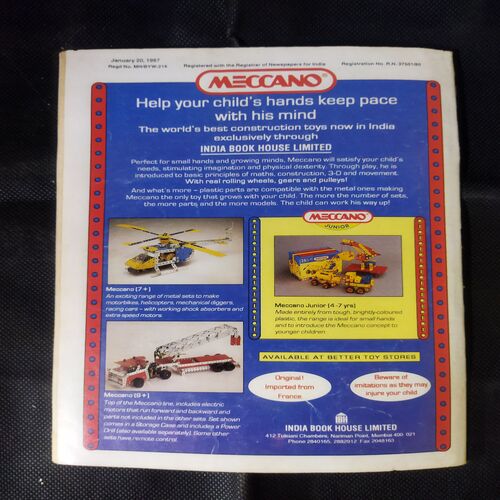 January 20, 1997
Regd No. MH/BYW-214
Registered with the Registrar of Newspapers for India
Registration No. R.N. 37501/80
MECCANO®
Help your child's hands keep pace
with his mind
The world's best construction toys now in India
exclusively through
INDIA BOOK HOUSE LIMITED
Perfect for small hands and growing minds, Meccano will satisfy your child's
needs, stimulating imagination and physical dexterity. Through play, he is
introduced to basic principles of maths, construction, 3-D and movement.
With real rolling wheels, gears and pulleys!
And what's more - plastic parts are compatible with the metal ones making
Meccano the only toy that grows with your child. The more the number of sets,
the more parts and the more models. The child can work his way up!
Meccano (7+)
An exciting range of metal sets to make
motorbikes, helicopters, mechanical diggers,
racing cars - with working shock absorbers and
extra speed motors.
MECCANO®
JUNIOR
Meccano Junior (4-7 yrs)
Made entirely from tough, brightly-coloured
plastic, the range is ideal for small hands
and to introduce the Meccano concept to
younger children.
Meccano (9+)
Top of the Meccano line, includes electric
motors that run forward and backward and
parts not included in the other sets. Set shown
comes in a Storage Case and includes a Power
Drill (also available separately). Some other
sets have remote control.
AVAILABLE AT BETTER TOY STORES
Original!
Imported from
France.
Beware of
imitations as they may
injure your child
INDIA BOOK HOUSE LIMITED
412 Tulsiani Chambers, Nariman Point, Mumbai 400 021
Phone 2840165, 2882912 Fax 2048163